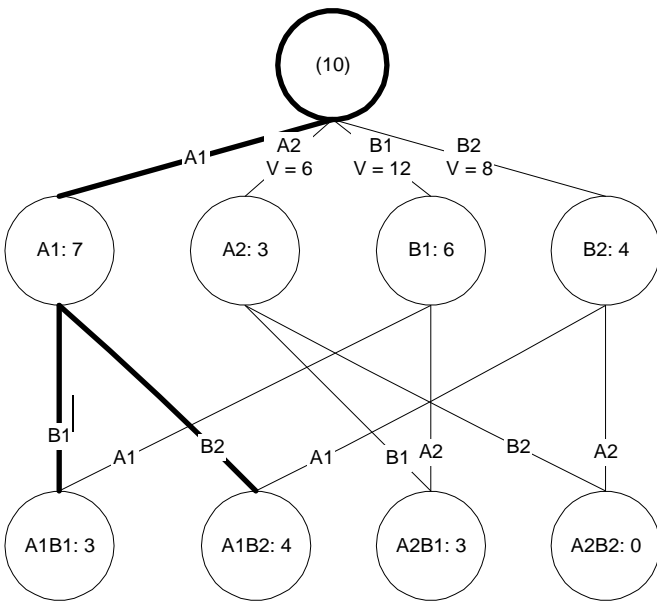 (10)
A1
A2
V = 6
B1
V = 12
B2
V = 8
A1: 7
A2: 3
B1: 6
B2: 4
B1
B2
A1
A1
B1
A2
B2
A2
A1B1: 3
A1B2: 4
A2B1: 3
A2B2: 0